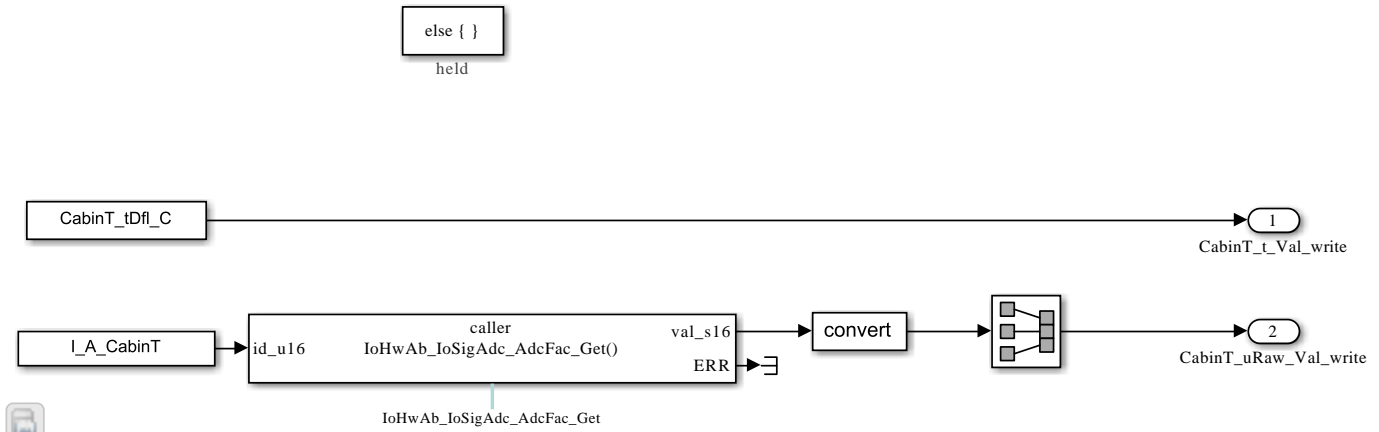 else { }
held
CabinT_tDfl_C
1
CabinT_t_Val_write
I_A_CabinT
id_u16
caller
IoHwAb_IoSigAdc_AdcFac_Get()
val_s16
ERR
convert
2
CabinT_uRaw_Val_write
IoHwAb_IoSigAdc_AdcFac_Get